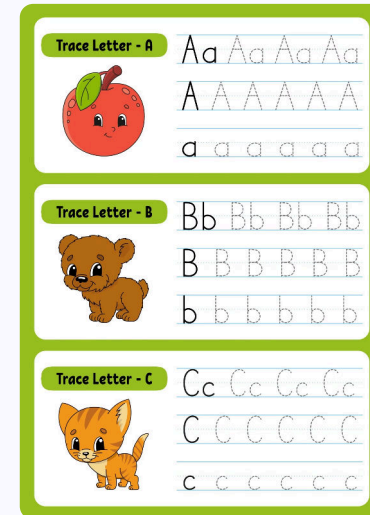 Trace Letter - A
Aa Aa Aa Aa
A A A A A A
a a a a a a
Trace Letter - B
Bb Bb Bb Bb
B B B B B B
b b b b b b
Trace Letter - C
Cc Cc Cc Cc
C C C C C C
c c c c c c